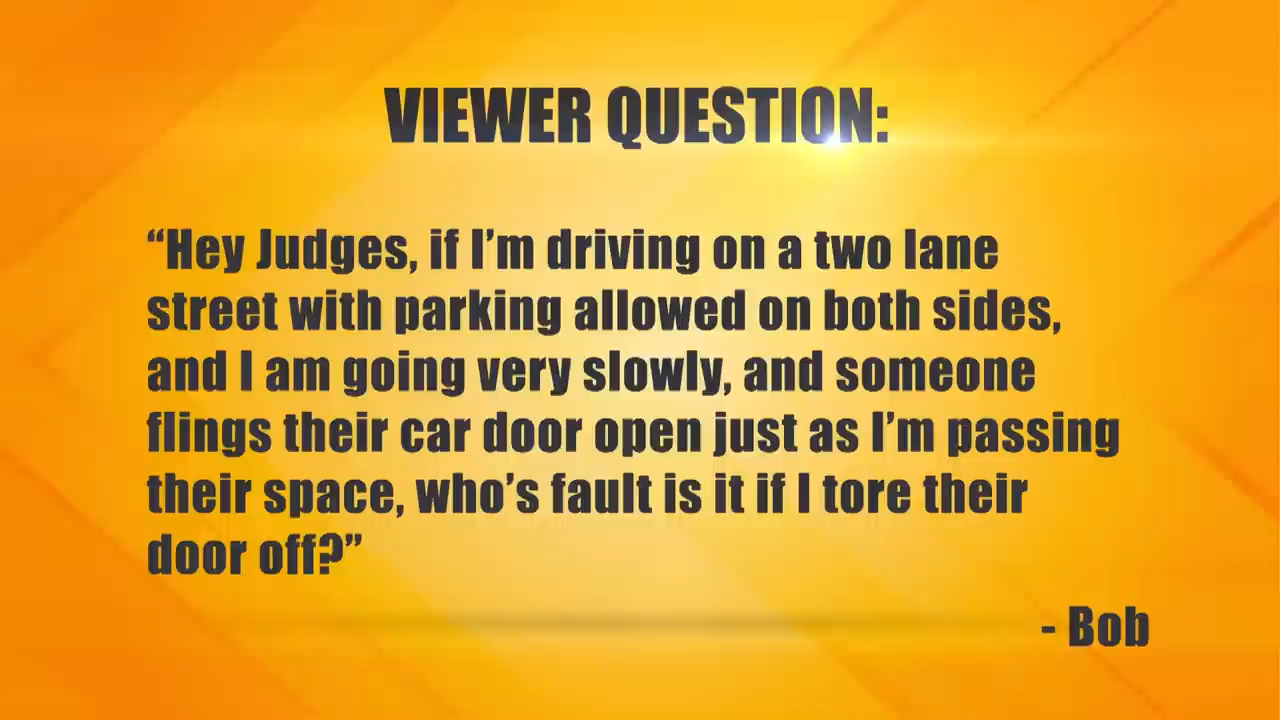 VIEWER QUESTION:
“Hey Judges, if I’m driving on a two lane
street with parking allowed on both sides,
and I am going very slowly, and someone
flings their car door open just as I’m passing
their space, who’s fault is it if I tore their
door off?”
- Bob